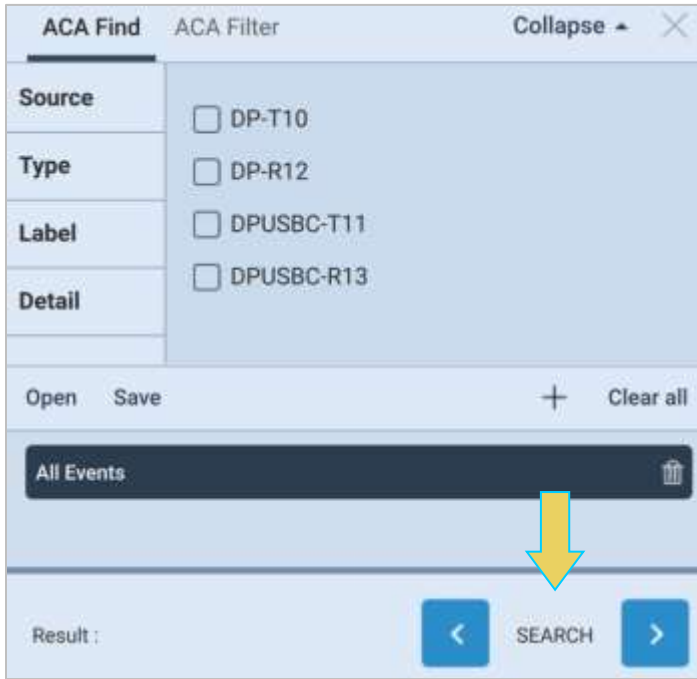 ACA Find ACA Filter Collapse
Source
DP-T10
Type
DP-R12
Label
DPUSBC-T11
DPUSBC-R13
Detail
Open Save + Clear all
All Events
Result : < SEARCH >